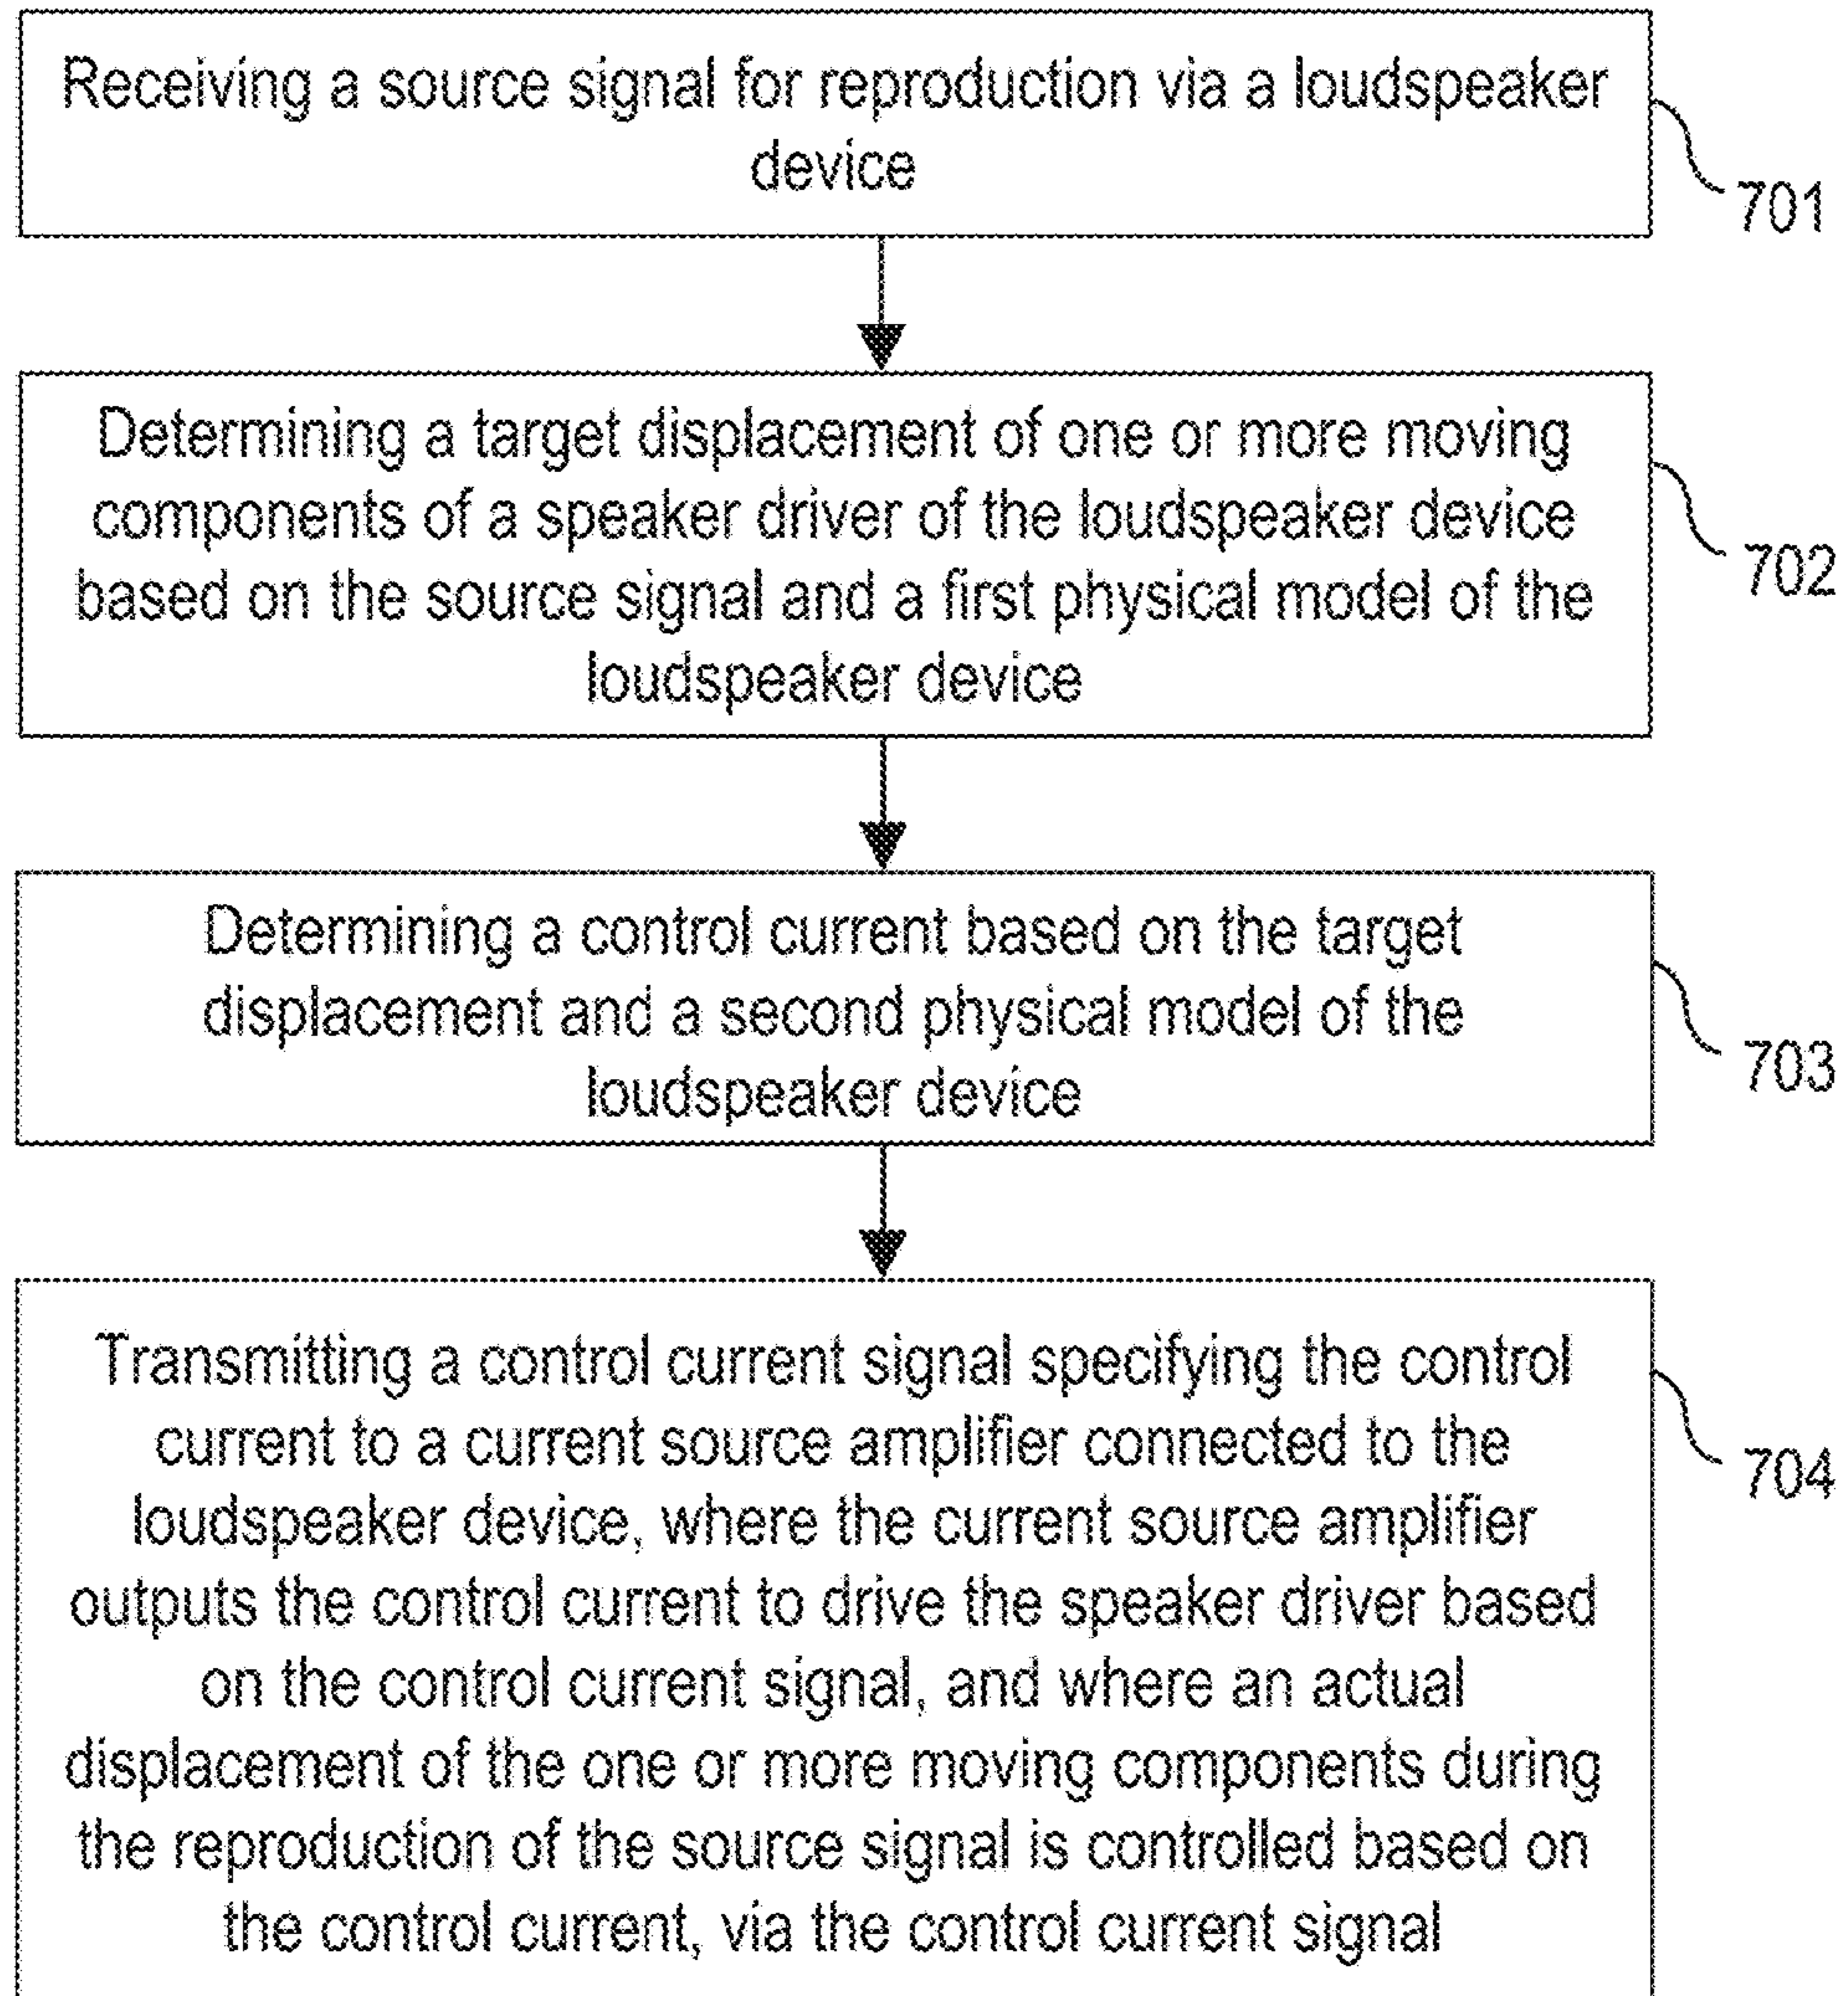 Receiving a source signal for reproduction via a loudspeaker
device
701
Determining a target displacement of one or more moving
components of a speaker driver of the loudspeaker device
based on the source signal and a first physical model of the
loudspeaker device
702
Determining a control current based on the target
displacement and a second physical model of the
loudspeaker device
703
Transmitting a control current signal specifying the control
current to a current source amplifier connected to the
loudspeaker device, where the current source amplifier
outputs the control current to drive the speaker driver based
on the control current signal, and where an actual
displacement of the one or more moving components during
the reproduction of the source signal is controlled based on
the control current, via the control current signal
704